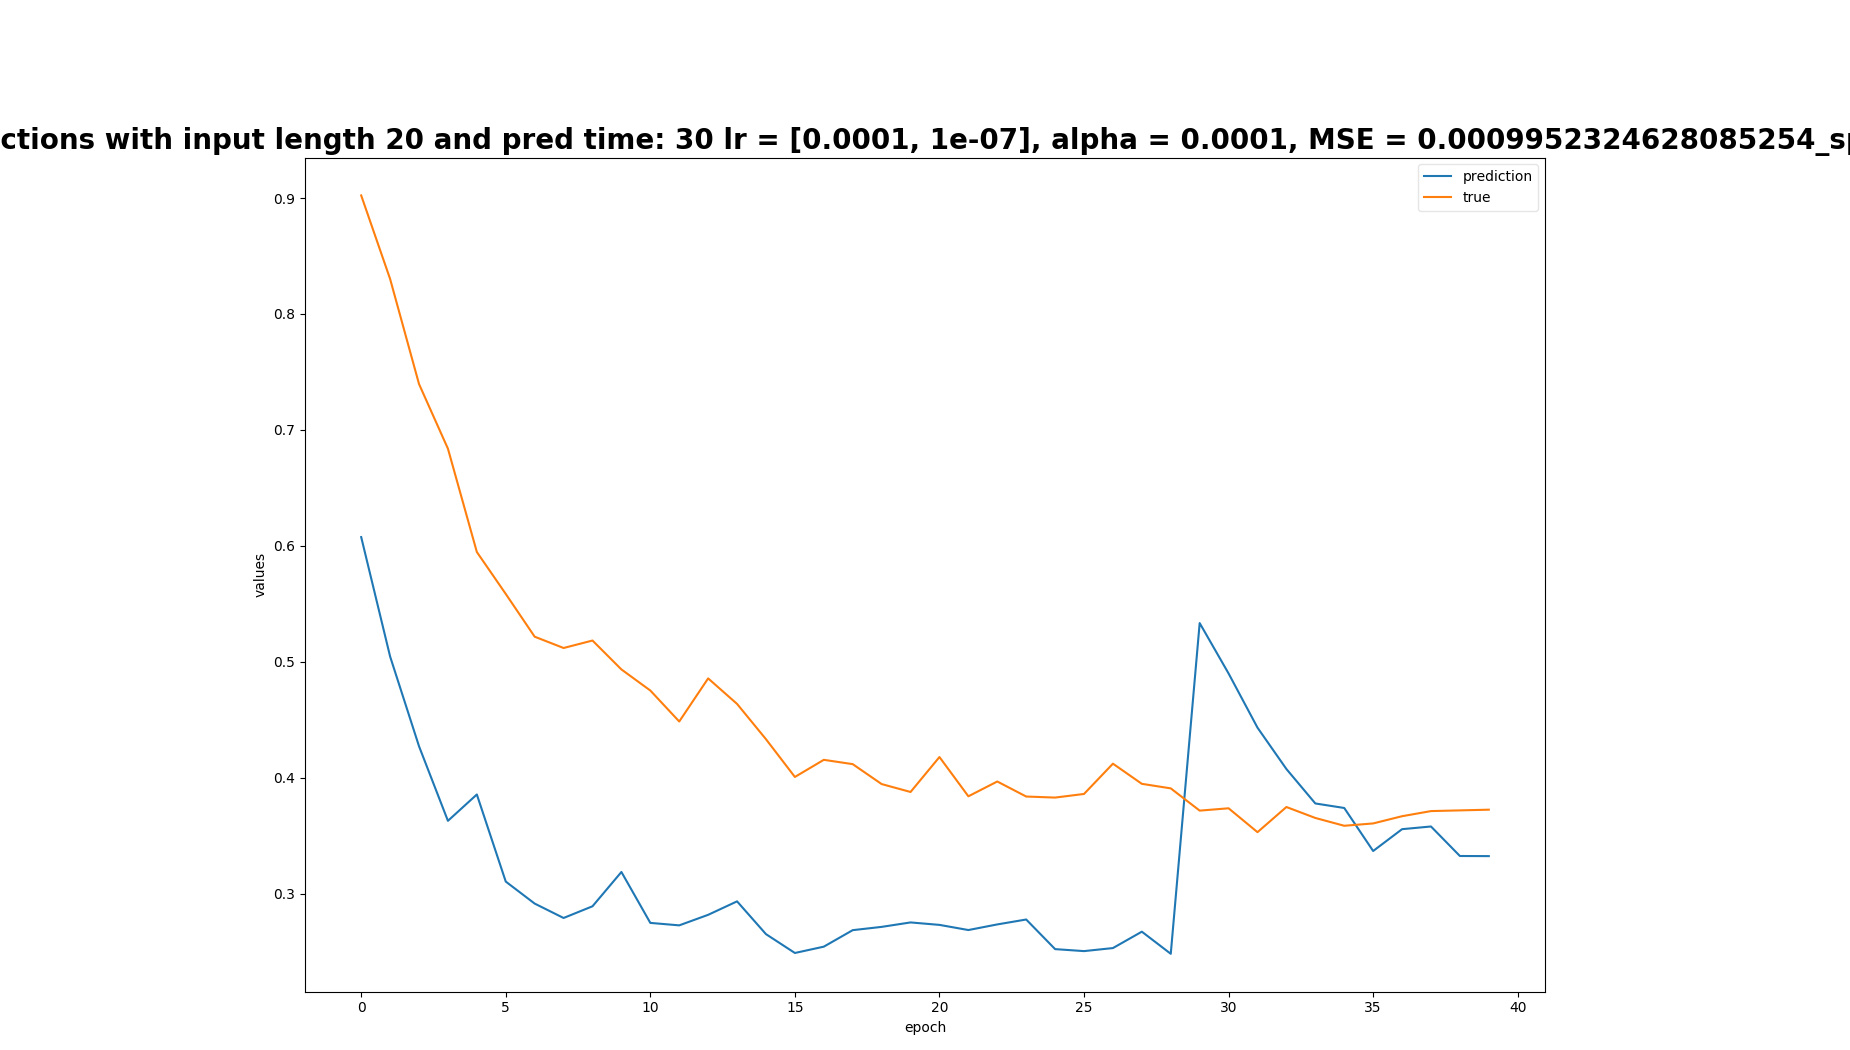 ctions with input length 20 and pred time: 30 lr = [0.0001, 1e-07], alpha = 0.0001, MSE = 0.0009952324628085254_sp
prediction
true
0.9
0.8
0.7
0.6
0.5
0.4
0.3
values
0 5 10 15 20 25 30 35 40
epoch